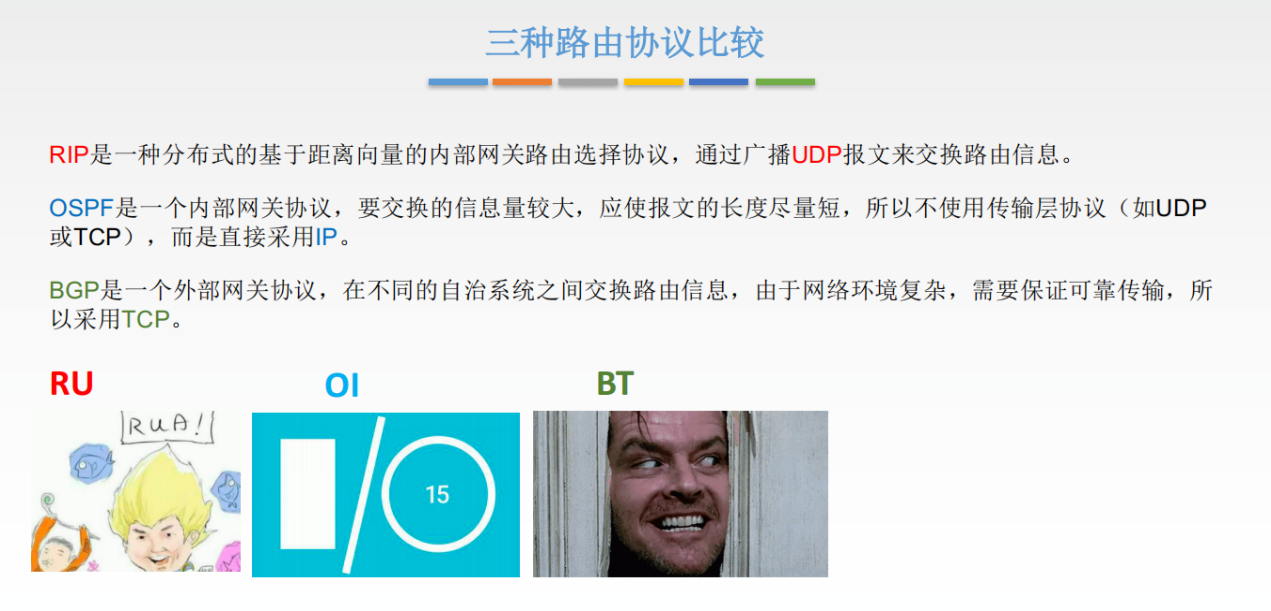 三种路由协议比较
RIP是一种分布式的基于距离向量的内部网关路由选择协议，通过广播UDP报文来交换路由信息。
OSPF是一个内部网关协议，要交换的信息量较大，应使报文的长度尽量短，所以不使用传输层协议（如UDP
或TCP），而是直接采用IP。
BGP是一个外部网关协议，在不同的自治系统之间交换路由信息，由于网络环境复杂，需要保证可靠传输，所
以采用TCP。
RU OI BT
RUA!
15